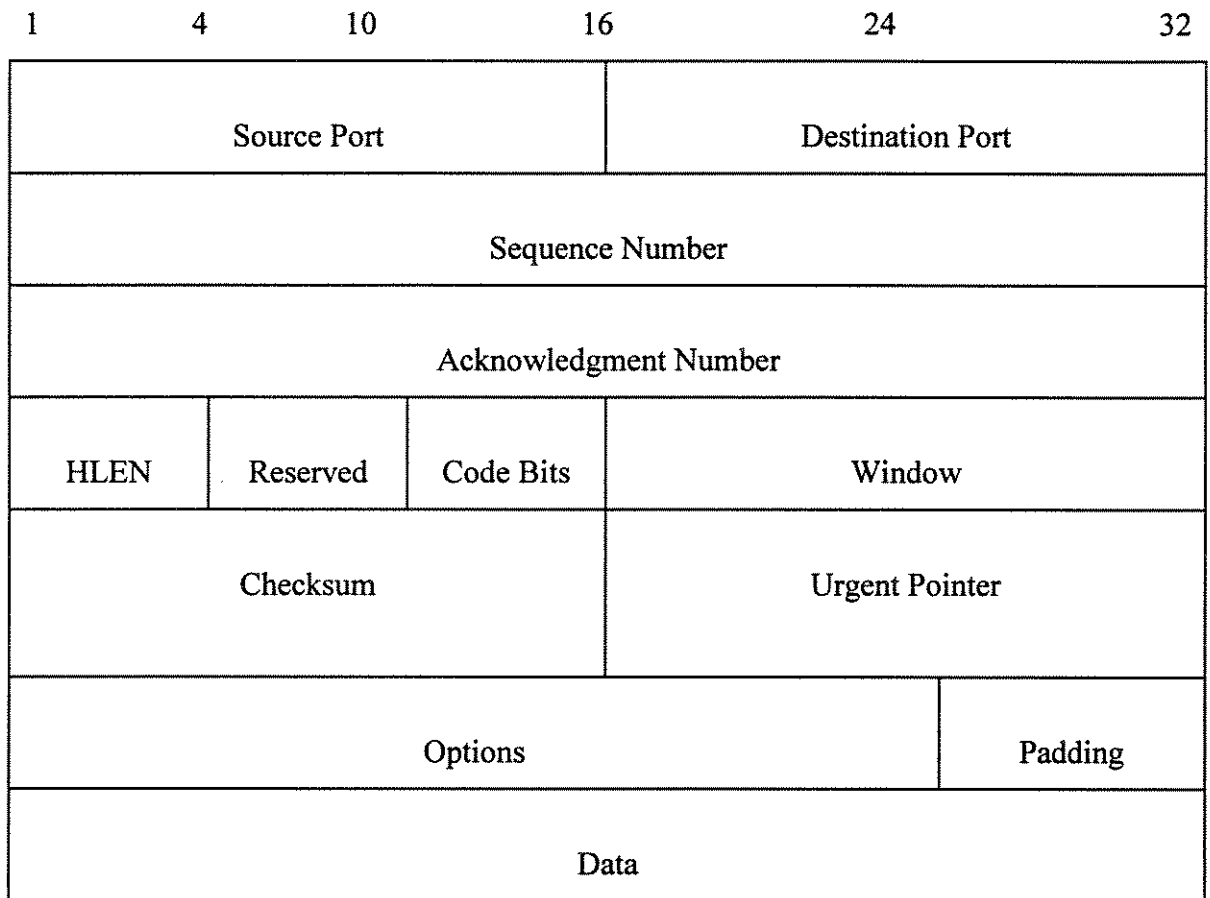 1 4 10 16 24 32
Source Port Destination Port
Sequence Number
Acknowledgment Number
HLEN Reserved Code Bits Window
Checksum Urgent Pointer
Options Padding
Data